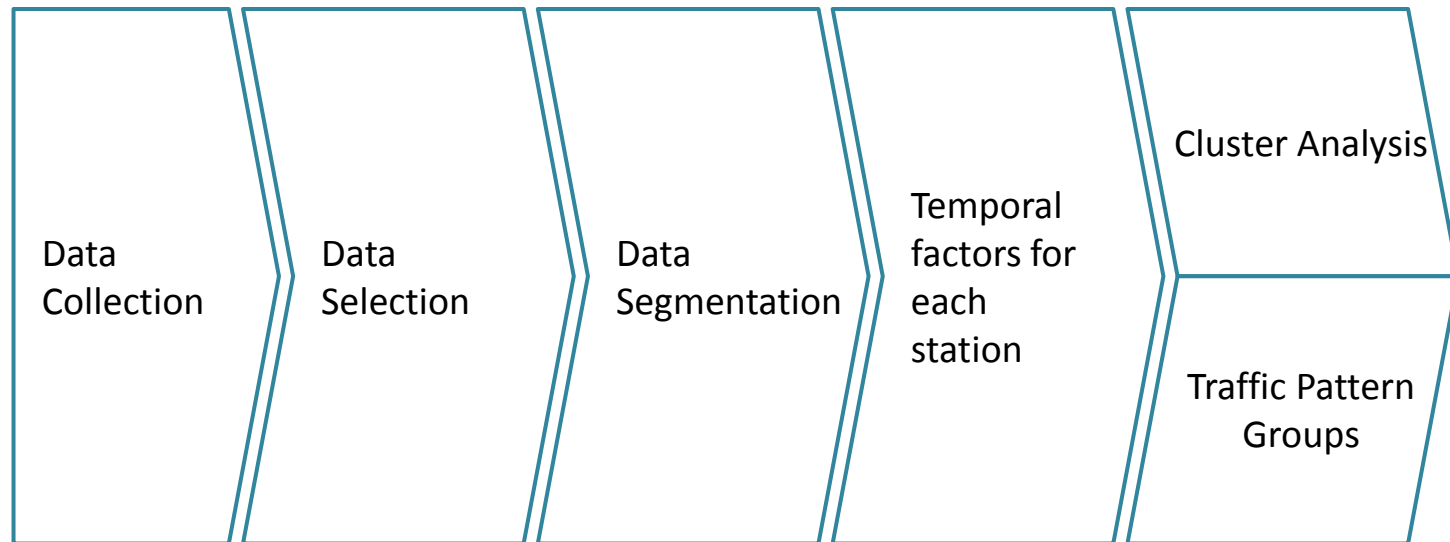 Data
Collection
Data
Selection
Data
Segmentation
Temporal
factors for
each
station
Cluster Analysis
Traffic Pattern
Groups